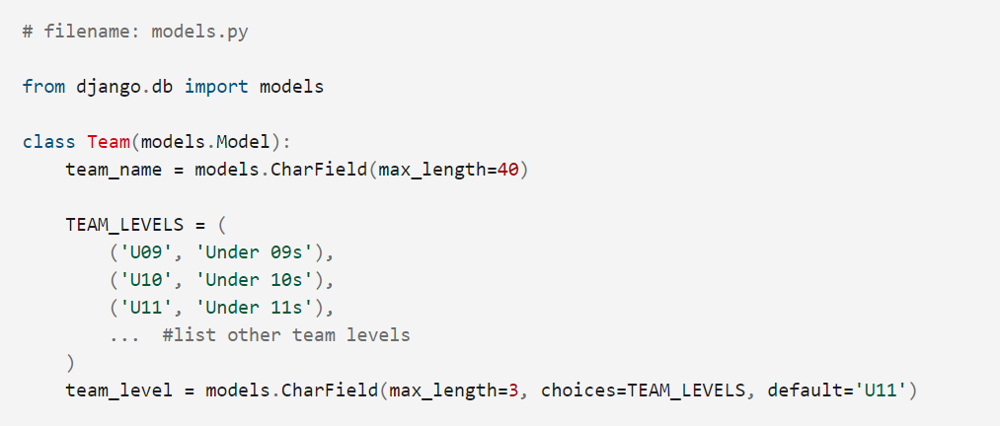 # filename: models.py
from django.db import models
class Team(models.Model):
team_name = models.CharField(max_length=40)
TEAM_LEVELS = (
('U09', 'Under 09s'),
('U10', 'Under 10s'),
('U11', 'Under 11s'),
... #list other team levels
)
team_level = models.CharField(max_length=3, choices=TEAM_LEVELS, default='U11')